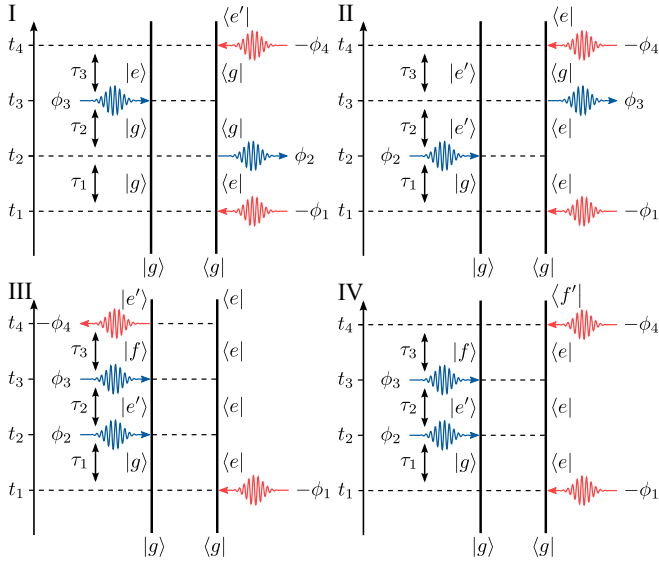 I
⟨e′|
t₄
−ϕ₄
τ₃
|e⟩
⟨g|
t₃
ϕ₃
τ₂
|g⟩
⟨g|
t₂
ϕ₂
τ₁
|g⟩
⟨e|
t₁
−ϕ₁
|g⟩
⟨g|
II
⟨e|
t₄
−ϕ₄
τ₃
|e′⟩
⟨g|
t₃
ϕ₃
τ₂
|e′⟩
⟨e|
t₂
ϕ₂
τ₁
|g⟩
⟨e|
t₁
−ϕ₁
|g⟩
⟨g|
III
|e′⟩
⟨e|
t₄
−ϕ₄
τ₃
|f⟩
⟨e|
t₃
ϕ₃
τ₂
|e′⟩
⟨e|
t₂
ϕ₂
τ₁
|g⟩
⟨e|
t₁
−ϕ₁
|g⟩
⟨g|
IV
⟨f′|
t₄
−ϕ₄
τ₃
|f⟩
⟨e|
t₃
ϕ₃
τ₂
|e′⟩
⟨e|
t₂
ϕ₂
τ₁
|g⟩
⟨e|
t₁
−ϕ₁
|g⟩
⟨g|